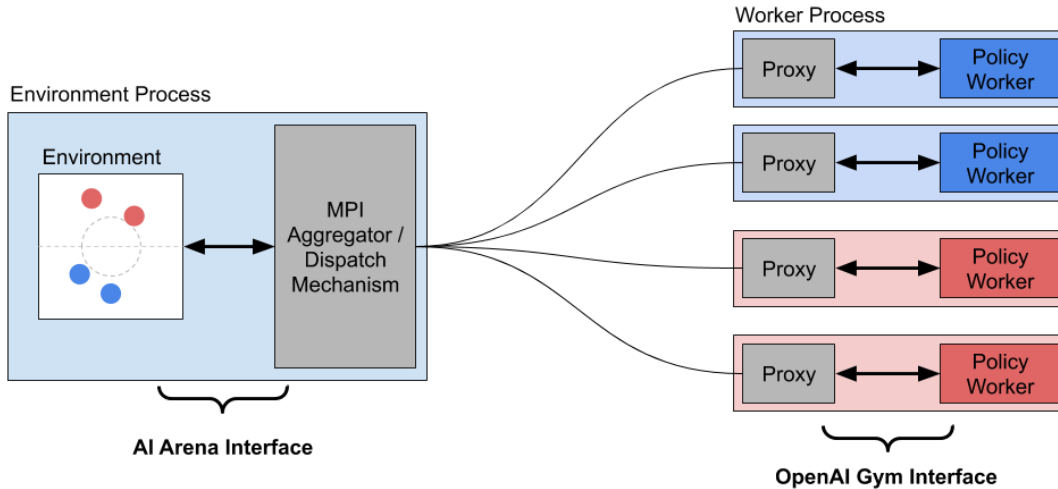 Environment Process
Environment
MPI
Aggregator /
Dispatch
Mechanism
AI Arena Interface
Worker Process
Proxy
Policy
Worker
Proxy
Policy
Worker
Proxy
Policy
Worker
Proxy
Policy
Worker
OpenAI Gym Interface